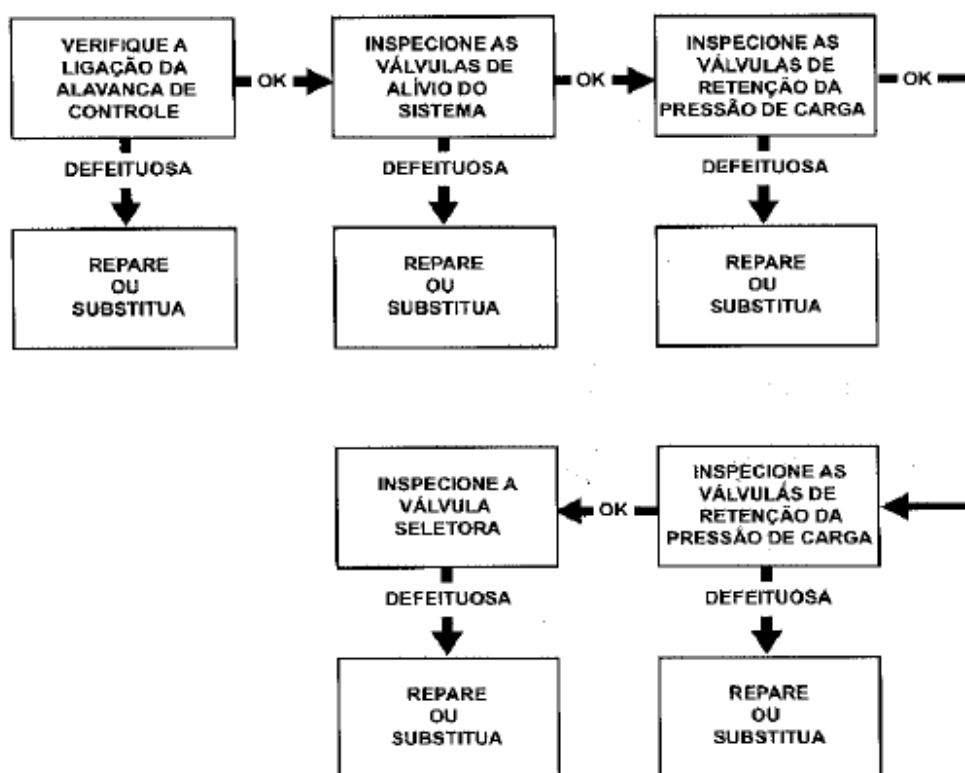 VERIFIQUE A
LIGAÇÃO DA
ALAVANCA DE
CONTROLE
OK
INSPECIONE AS
VÁLVULAS DE
ALÍVIO DO
SISTEMA
OK
INSPECIONE AS
VÁLVULAS DE
RETENÇÃO DA
PRESSÃO DE CARGA
OK
DEFEITUOSA
DEFEITUOSA
DEFEITUOSA
REPARE
OU
SUBSTITUA
REPARE
OU
SUBSTITUA
REPARE
OU
SUBSTITUA
INSPECIONE A
VÁLVULA
SELETORA
OK
INSPECIONE AS
VÁLVULAS DE
RETENÇÃO DA
PRESSÃO DE CARGA
DEFEITUOSA
DEFEITUOSA
REPARE
OU
SUBSTITUA
REPARE
OU
SUBSTITUA